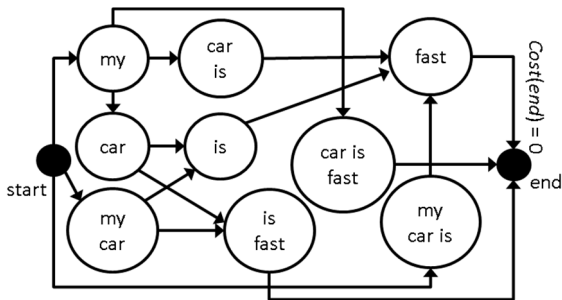 my
car
is
fast
Cost(end) = 0
car
is
car is
fast
start
end
my
car
is
fast
my
car is